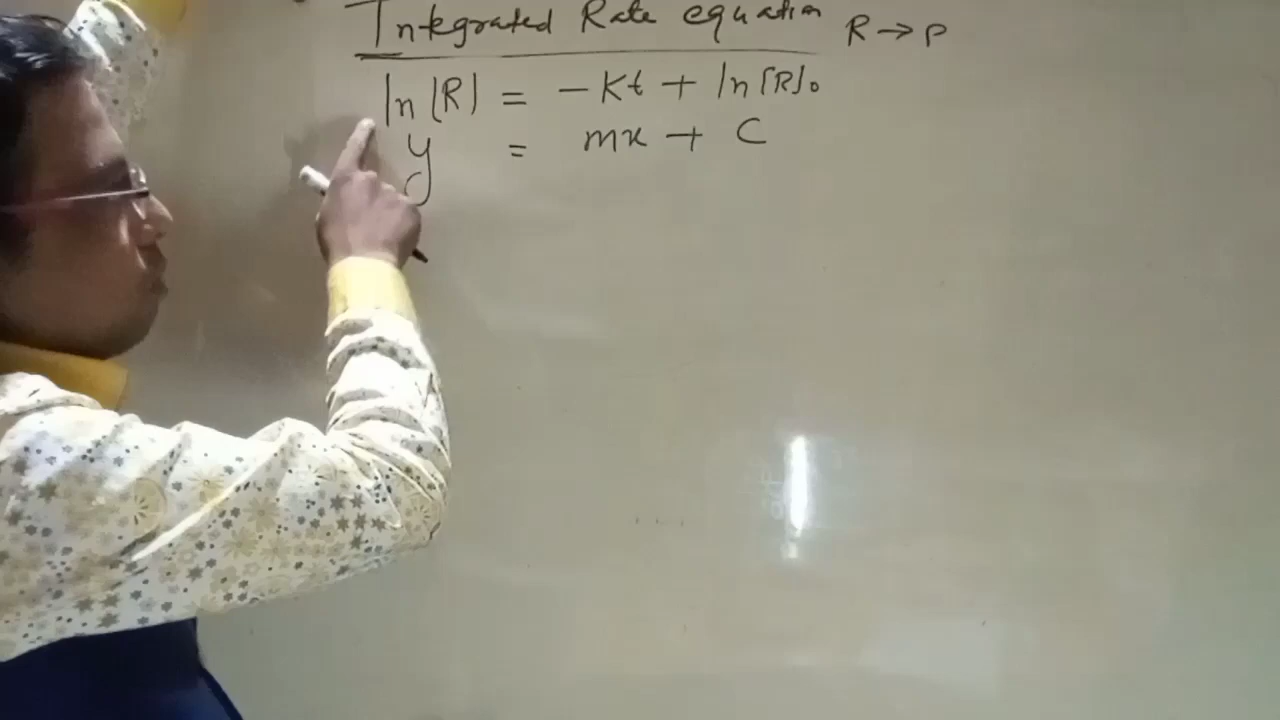 Integrated Rate equation R → P
ln [R] = - Kt + ln [R]₀
y = mx + C